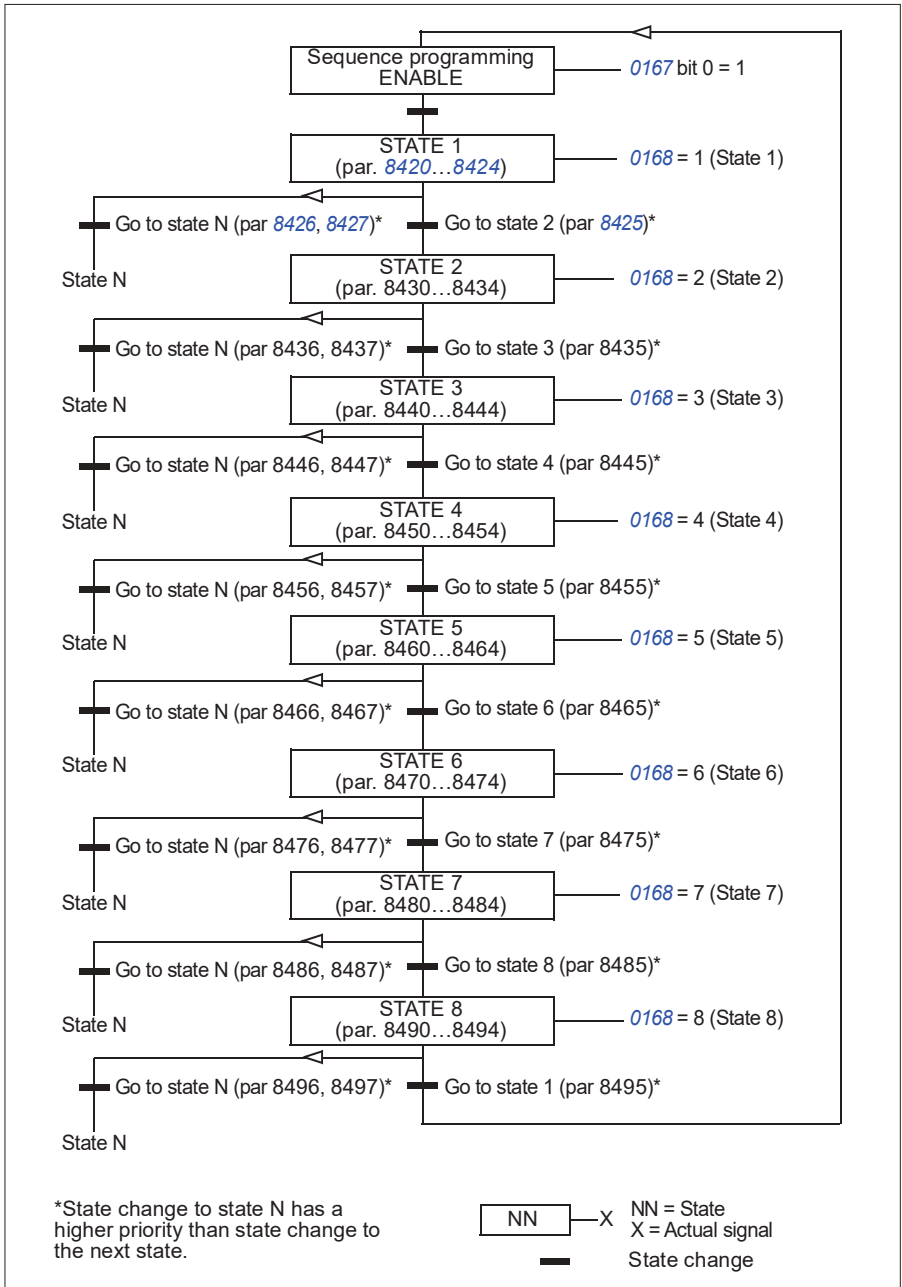 Sequence programming
ENABLE
0167 bit 0 = 1
STATE 1
(par. 8420…8424)
0168 = 1 (State 1)
Go to state N (par 8426, 8427)*
Go to state 2 (par 8425)*
State N
STATE 2
(par. 8430…8434)
0168 = 2 (State 2)
Go to state N (par 8436, 8437)*
Go to state 3 (par 8435)*
State N
STATE 3
(par. 8440…8444)
0168 = 3 (State 3)
Go to state N (par 8446, 8447)*
Go to state 4 (par 8445)*
State N
STATE 4
(par. 8450…8454)
0168 = 4 (State 4)
Go to state N (par 8456, 8457)*
Go to state 5 (par 8455)*
State N
STATE 5
(par. 8460…8464)
0168 = 5 (State 5)
Go to state N (par 8466, 8467)*
Go to state 6 (par 8465)*
State N
STATE 6
(par. 8470…8474)
0168 = 6 (State 6)
Go to state N (par 8476, 8477)*
Go to state 7 (par 8475)*
State N
STATE 7
(par. 8480…8484)
0168 = 7 (State 7)
Go to state N (par 8486, 8487)*
Go to state 8 (par 8485)*
State N
STATE 8
(par. 8490…8494)
0168 = 8 (State 8)
Go to state N (par 8496, 8497)*
Go to state 1 (par 8495)*
State N
*State change to state N has a
higher priority than state change to
the next state.
NN
X
NN = State
X = Actual signal
State change